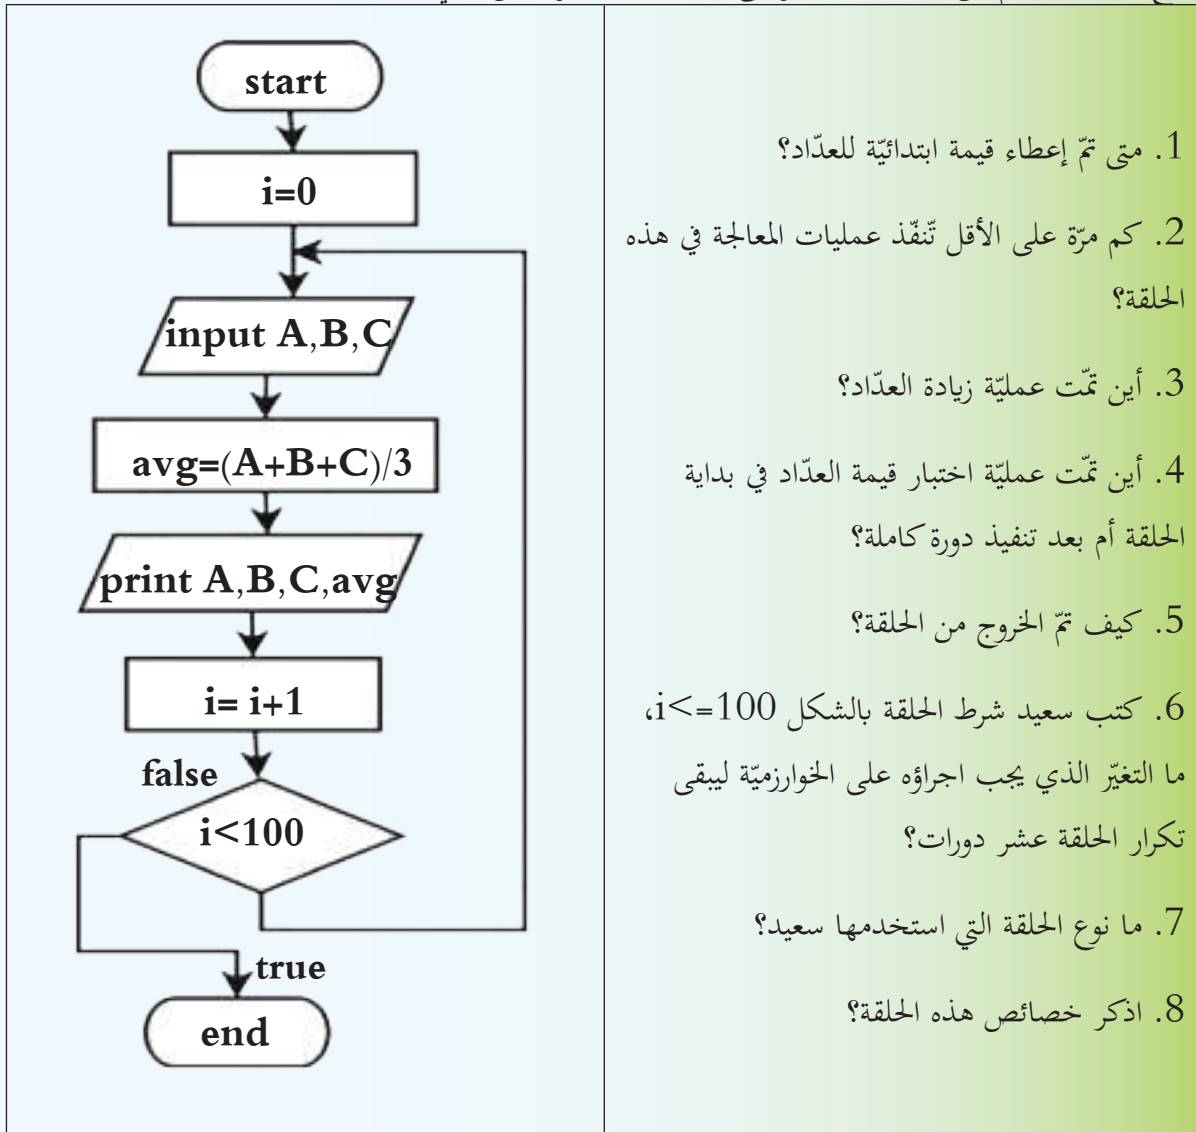 start
i=0
input A,B,C
avg=(A+B+C)/3
print A,B,C,avg
i= i+1
false
i<100
true
end
1. متى تمّ إعطاء قيمة ابتدائيّة للعدّاد؟
2. كم مرّة على الأقل تّنفّذ عمليات المعالجة في هذه
الحلقة؟
3. أين تمّت عمليّة زيادة العدّاد؟
4. أين تمّت عمليّة اختبار قيمة العدّاد في بداية
الحلقة أم بعد تنفيذ دورة كاملة؟
5. كيف تمّ الخروج من الحلقة؟
6. كتب سعيد شرط الحلقة بالشكل i<=100،
ما التغيّر الذي يجب اجراؤه على الخوارزميّة ليبقى
تكرار الحلقة عشر دورات؟
7. ما نوع الحلقة التي استخدمها سعيد؟
8. اذكر خصائص هذه الحلقة؟